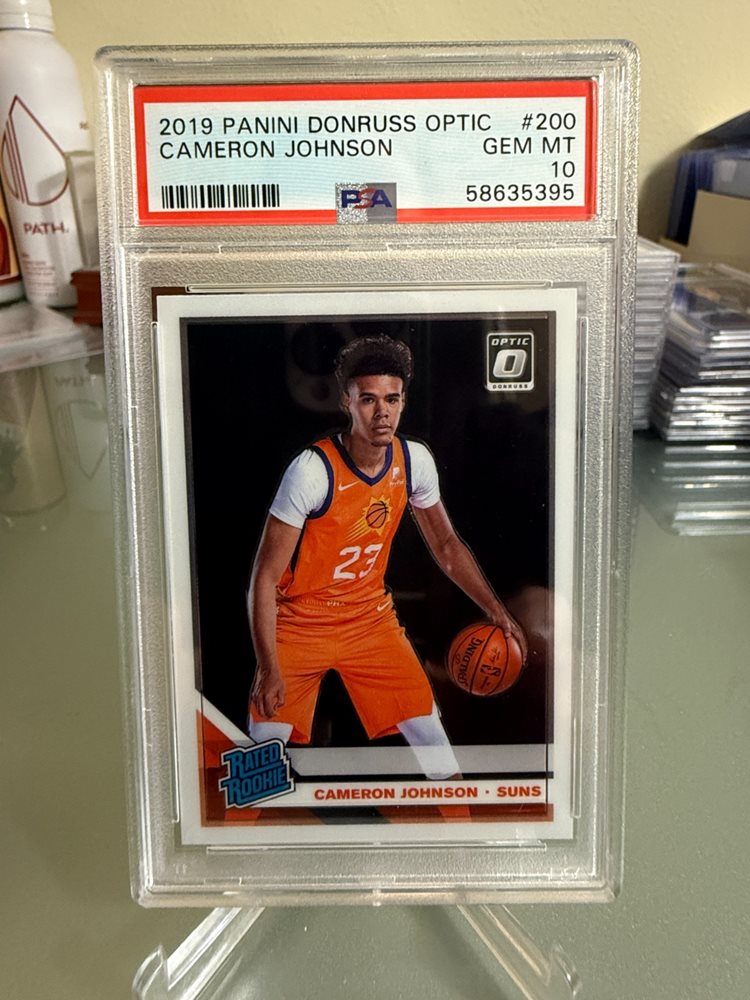 2019 PANINI DONRUSS OPTIC #200
CAMERON JOHNSON GEM MT
10
PSA 58635395
PATH.
OPTIC
DONRUSS
PayPal
23
SPALDING
RATED
ROOKIE
CAMERON JOHNSON · SUNS